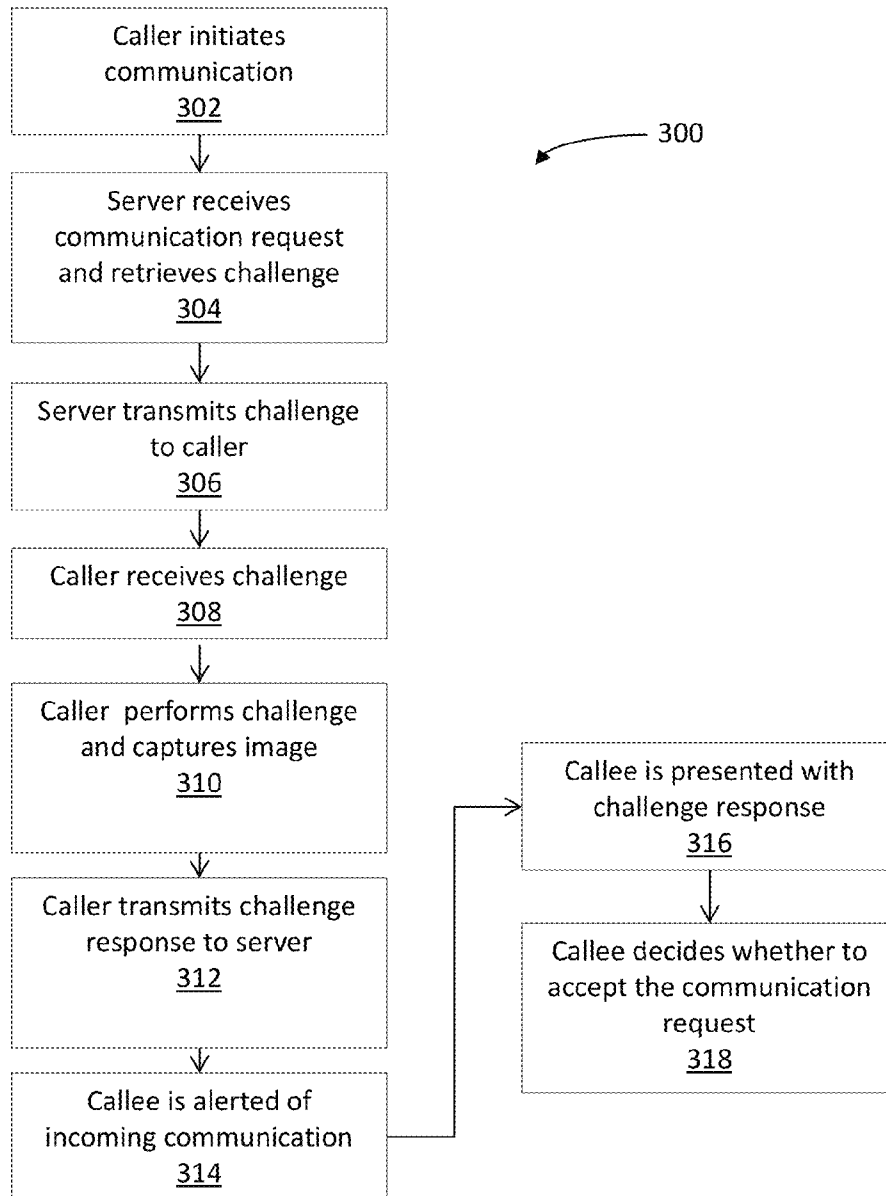 Caller initiates
communication
302
300
Server receives
communication request
and retrieves challenge
304
Server transmits challenge
to caller
306
Caller receives challenge
308
Caller performs challenge
and captures image
310
Caller transmits challenge
response to server
312
Callee is alerted of
incoming communication
314
Callee is presented with
challenge response
316
Callee decides whether to
accept the communication
request
318